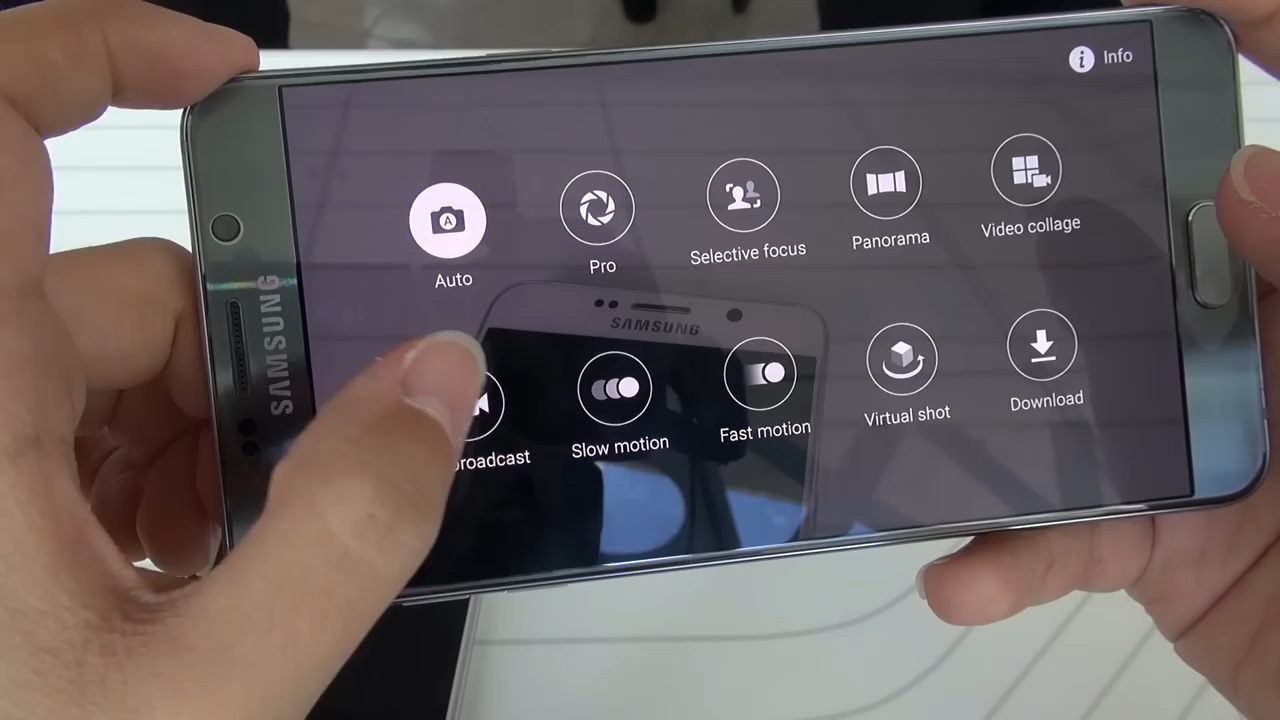 Info
Auto
Pro
Selective focus
Panorama
Video collage
SAMSUNG
SAMSUNG
roadcast
Slow motion
Fast motion
Virtual shot
Download